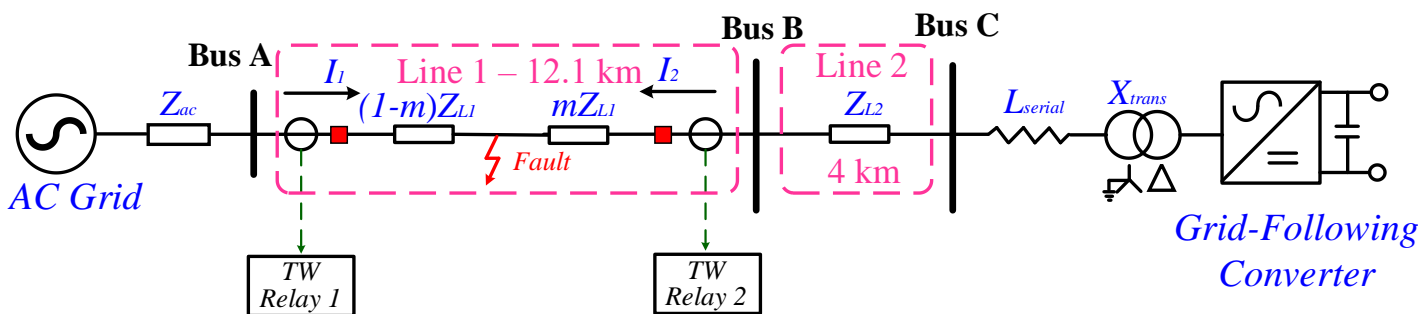 Bus A
Bus B
Bus C
I1
Line 1 – 12.1 km
I2
Line 2
Zac
(1-m)ZL1
mZL1
ZL2
Lserial
Xtrans
Fault
4 km
AC Grid
Grid-Following
Converter
TW
Relay 1
TW
Relay 2